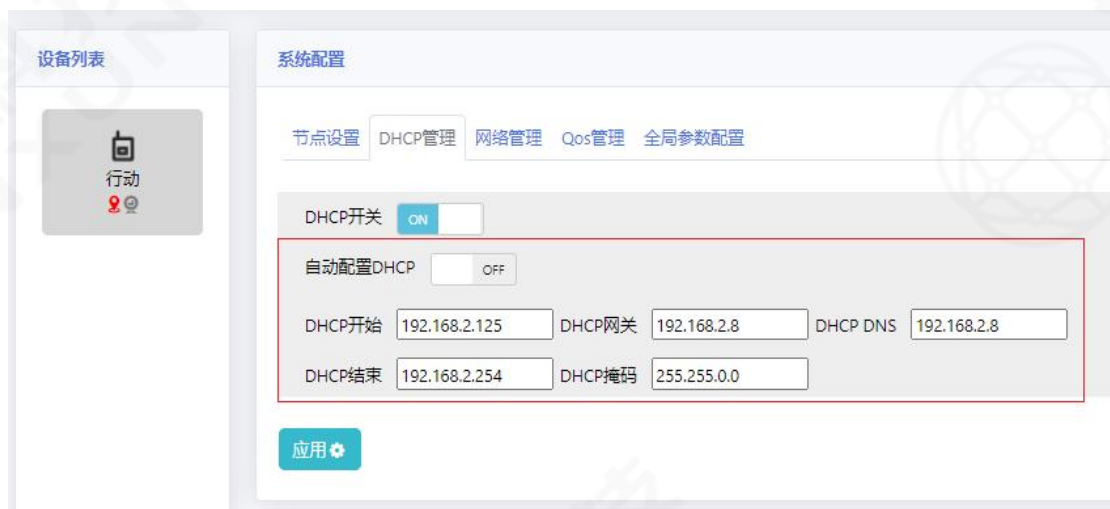 设备列表
行动
系统配置
节点设置 DHCP管理 网络管理 Qos管理 全局参数配置
DHCP开关 ON
自动配置DHCP OFF
DHCP开始 192.168.2.125 DHCP网关 192.168.2.8 DHCP DNS 192.168.2.8
DHCP结束 192.168.2.254 DHCP掩码 255.255.0.0
应用